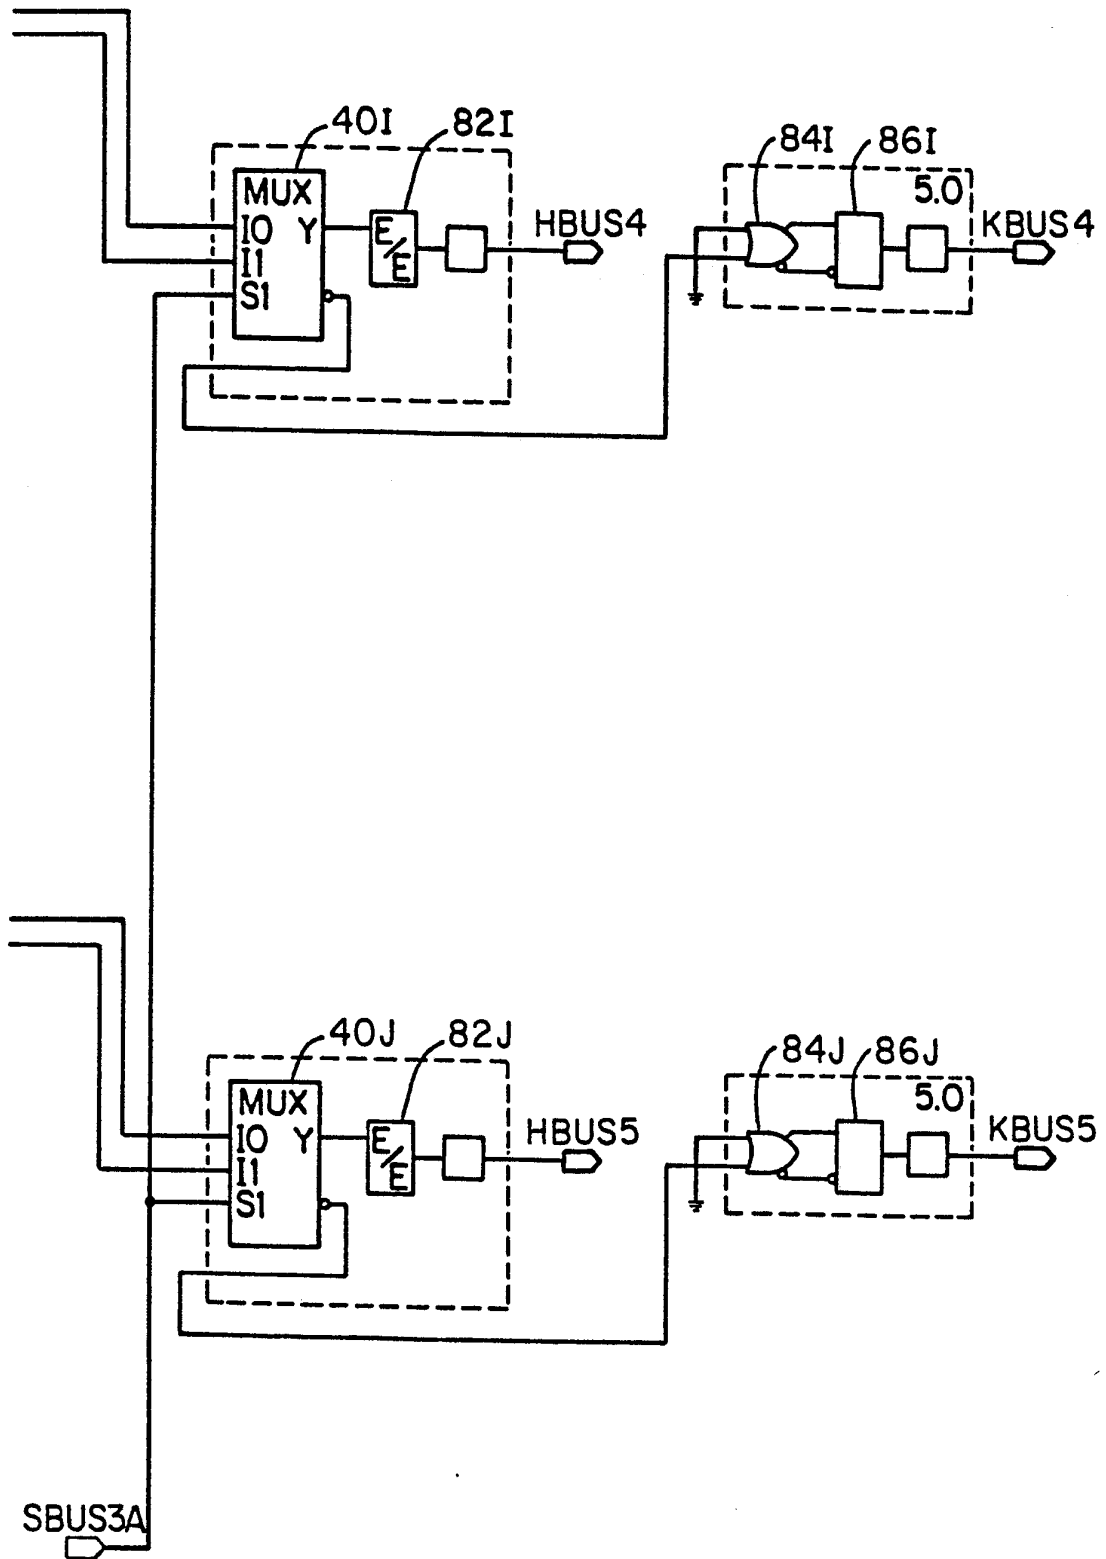 40I 82I 84I 86I
MUX 5.0
I0 Y E/E HBUS4 KBUS4
I1
S1
40J 82J 84J 86J
MUX 5.0
I0 Y E/E HBUS5 KBUS5
I1
S1
SBUS3A